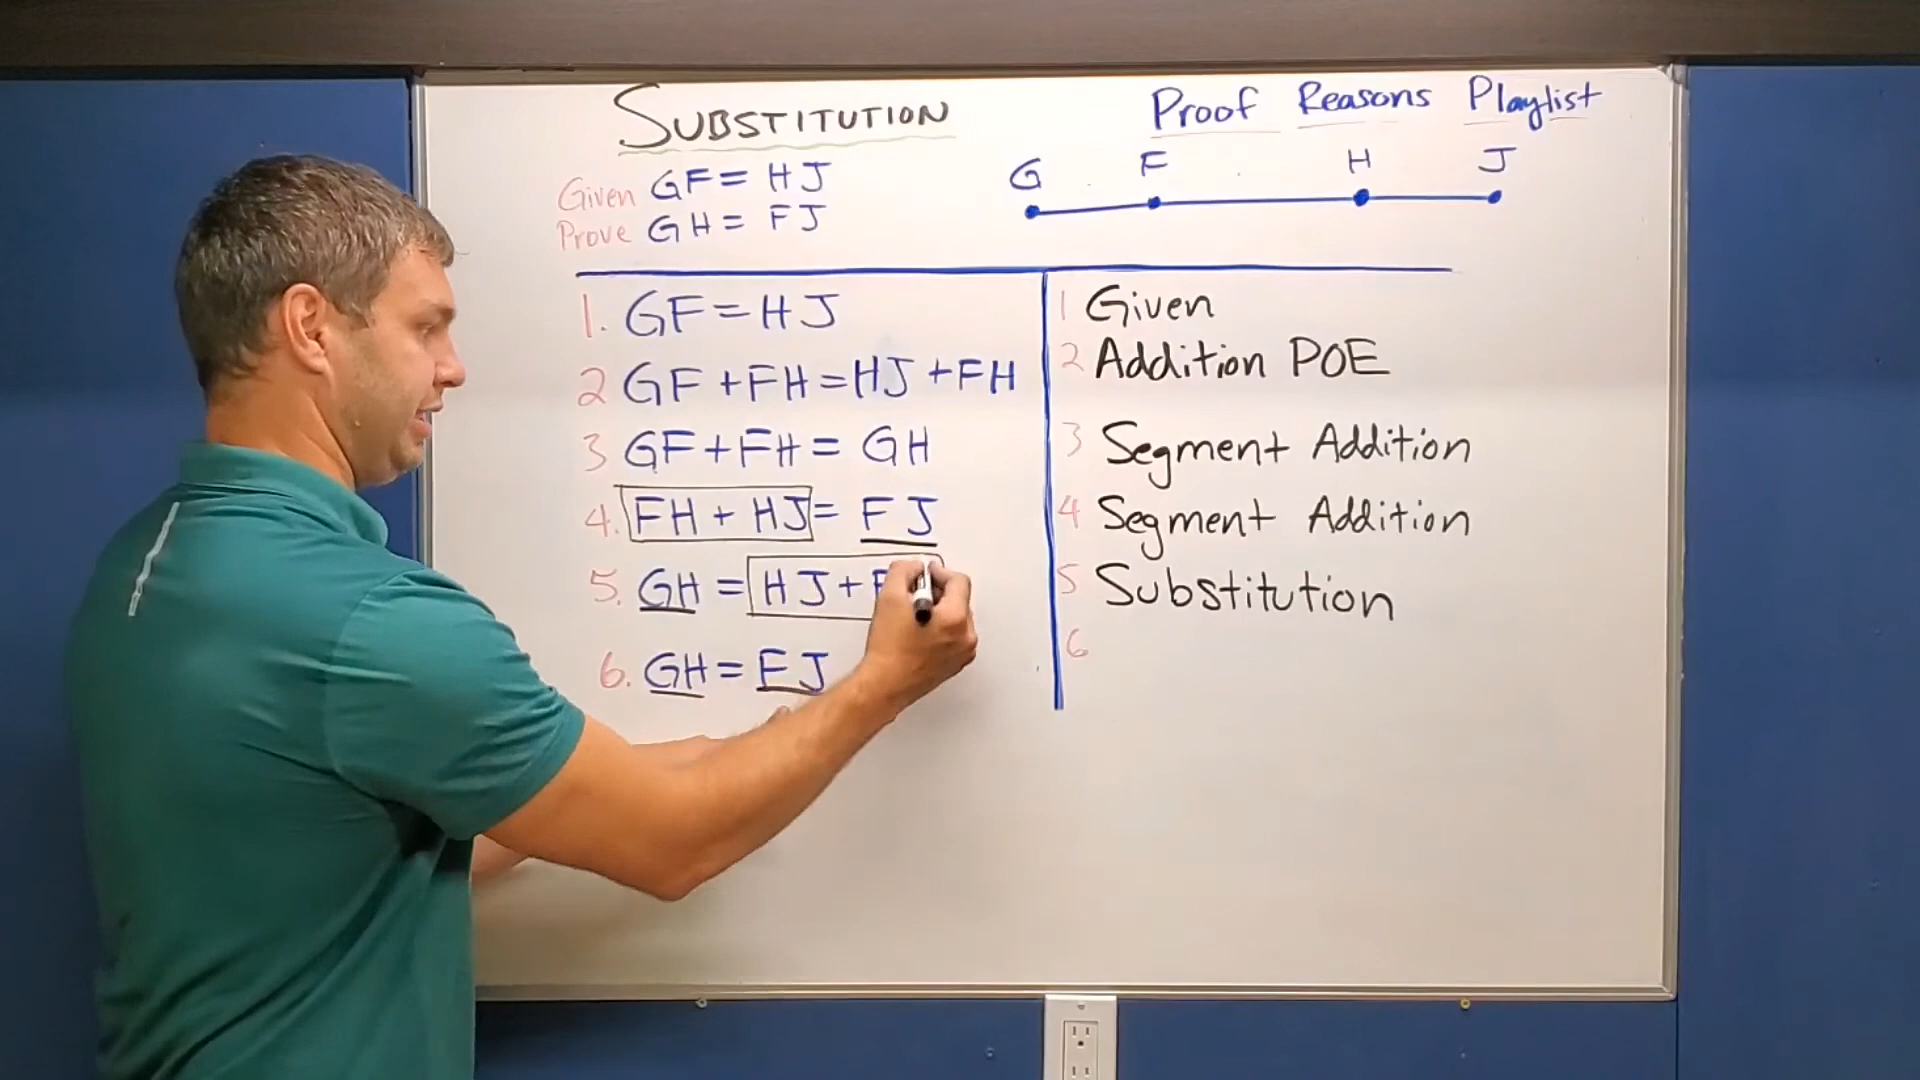 SUBSTITUTION
Proof Reasons Playlist
Given GF = HJ
Prove GH = FJ
G F H J
1. GF = HJ
1 Given
2 GF + FH = HJ + FH
2 Addition POE
3 GF + FH = GH
3 Segment Addition
4. FH + HJ = FJ
4 Segment Addition
5. GH = HJ +
5 Substitution
6. GH = FJ
6